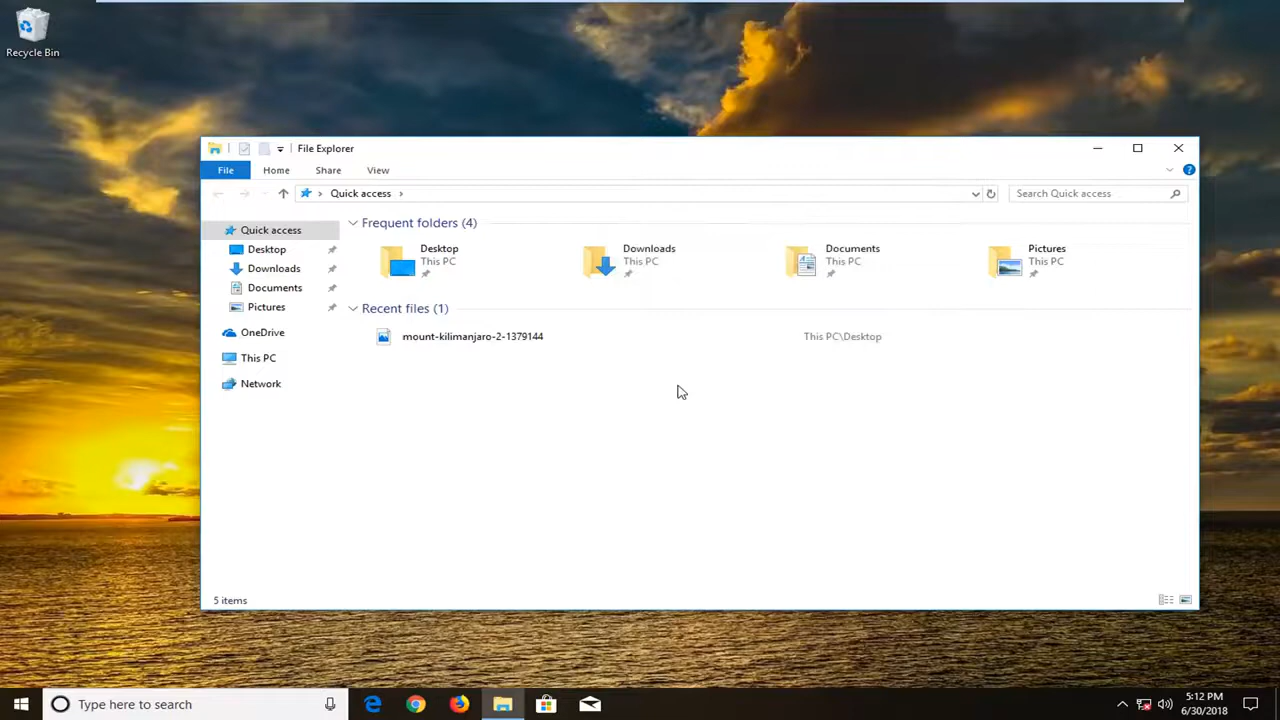 Recycle Bin
File Explorer
File Home Share View
Quick access
Search Quick access
Quick access
Desktop
Downloads
Documents
Pictures
OneDrive
This PC
Network
Frequent folders (4)
Desktop
This PC
Downloads
This PC
Documents
This PC
Pictures
This PC
Recent files (1)
mount-kilimanjaro-2-1379144 This PC\Desktop
5 items
Type here to search
5:12 PM
6/30/2018